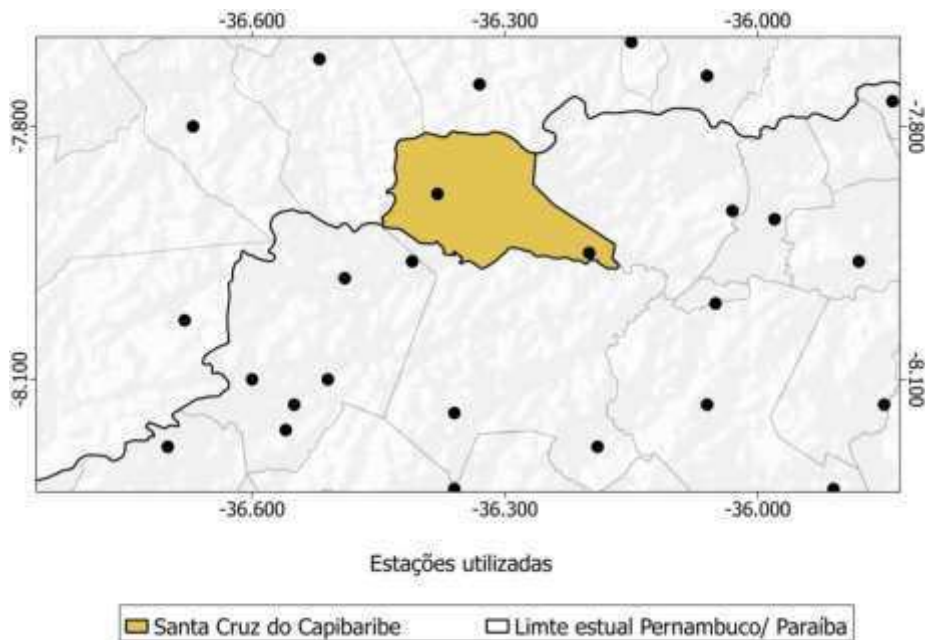 -36.600 -36.300 -36.000
-7.800 -7.800
-8.100 -8.100
-36.600 -36.300 -36.000
Estações utilizadas
Santa Cruz do Capibaribe Limte estual Pernambuco/ Paraíba